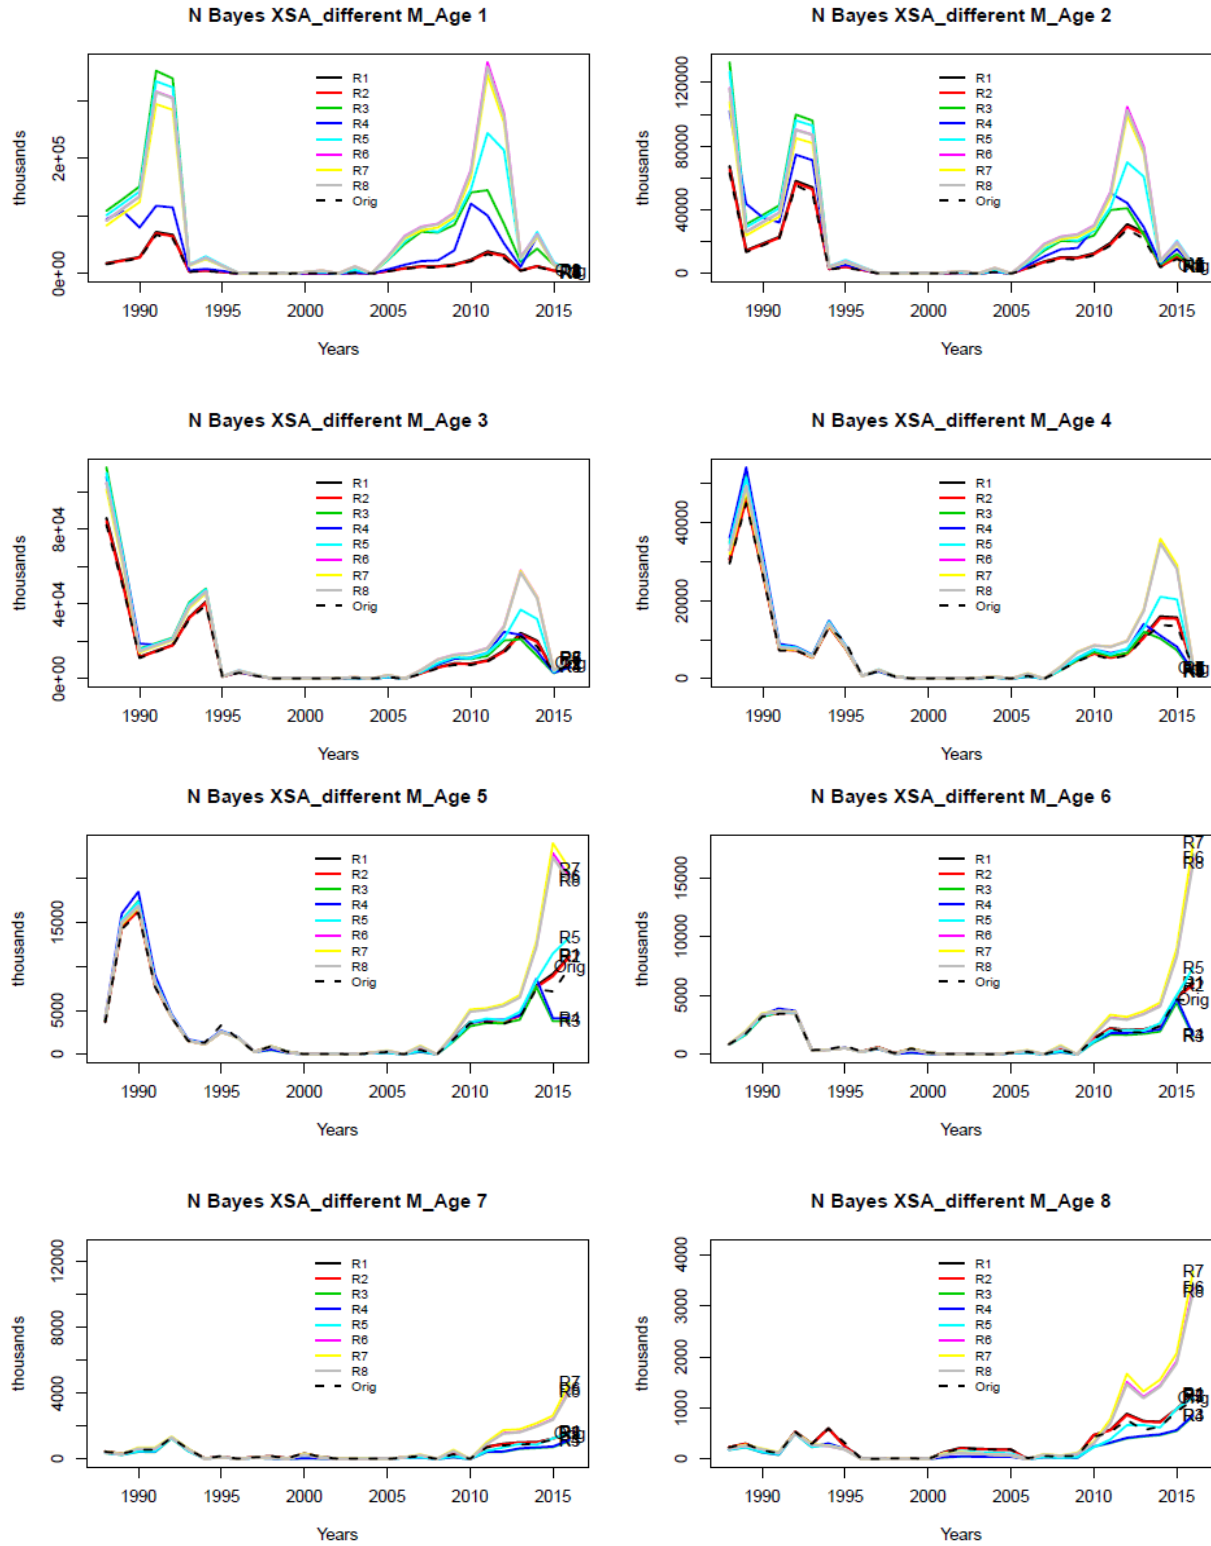 N Bayes XSA_different M_Age 1
thousands
0e+00 2e+05
R1
R2
R3
R4
R5
R6
R7
R8
Orig
Orig
1990 1995 2000 2005 2010 2015
Years
N Bayes XSA_different M_Age 2
thousands
0 40000 80000 120000
R1
R2
R3
R4
R5
R6
R7
R8
Orig
Orig
1990 1995 2000 2005 2010 2015
Years
N Bayes XSA_different M_Age 3
thousands
0e+00 4e+04 8e+04
R1
R2
R3
R4
R5
R6
R7
R8
Orig
Orig
1990 1995 2000 2005 2010 2015
Years
N Bayes XSA_different M_Age 4
thousands
0 20000 40000
R1
R2
R3
R4
R5
R6
R7
R8
Orig
Orig
1990 1995 2000 2005 2010 2015
Years
N Bayes XSA_different M_Age 5
thousands
0 5000 15000
R1
R2
R3
R4
R5
R6
R7
R8
Orig
R7
R5
Orig
1990 1995 2000 2005 2010 2015
Years
N Bayes XSA_different M_Age 6
thousands
0 5000 10000 15000
R1
R2
R3
R4
R5
R6
R7
R8
Orig
R7
R6
R8
R5
R2
Orig
1990 1995 2000 2005 2010 2015
Years
N Bayes XSA_different M_Age 7
thousands
0 4000 8000 12000
R1
R2
R3
R4
R5
R6
R7
R8
Orig
R7
Orig
1990 1995 2000 2005 2010 2015
Years
N Bayes XSA_different M_Age 8
thousands
0 1000 2000 3000 4000
R1
R2
R3
R4
R5
R6
R7
R8
Orig
R7
Orig
1990 1995 2000 2005 2010 2015
Years